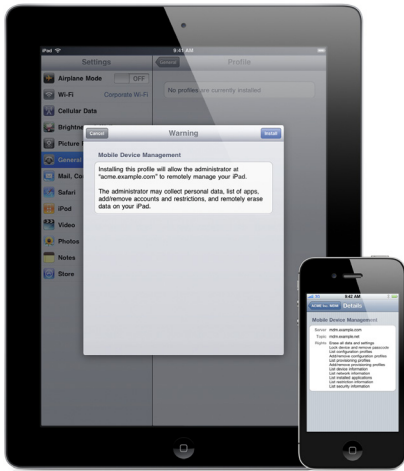 iPad
9:41 AM
Settings
General
Profile
Airplane Mode
OFF
No profiles are currently installed
Wi-Fi
Corporate Wi-Fi
Cellular Data
Brightne
Cancel
Warning
Install
Picture F
Mobile Device Management
General
Installing this profile will allow the administrator at
“acme.example.com” to remotely manage your iPad.
Mail, Co
Safari
The administrator may collect personal data, list of apps,
add/remove accounts and restrictions, and remotely erase
data on your iPad.
iPod
Video
Photos
Notes
Store
9:42 AM
Details
Mobile Device Management
Server mdm.example.com
Topic mdm.example.net
Rights Erase all data and settings
Lock device and remove passcode
List configuration profiles
Add/remove configuration profiles
List provisioning profiles
Add/remove provisioning profiles
List device information
List network information
List installed applications
List restriction information
List security information